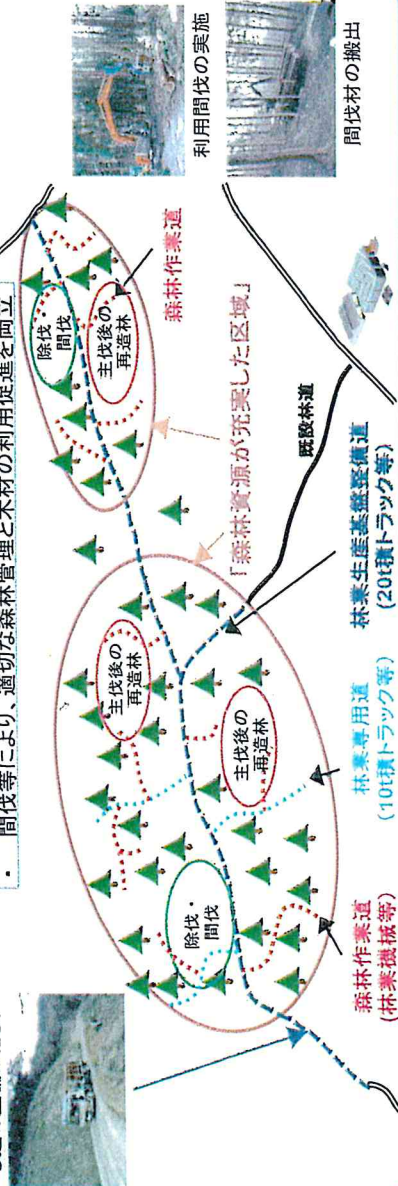 ・ 間伐等により、適切な森林管理と木材の利用促進を両立
利用間伐の実施
間伐材の搬出
除伐・
間伐
主伐後の
再造林
森林作業道
「森林資源が充実した区域」
既設林道
主伐後の
再造林
主伐後の
再造林
除伐・
間伐
林業生産基盤整備道
(20t積トラック等)
林業専用道
(10t積トラック等)
森林作業道
(林業機械等)